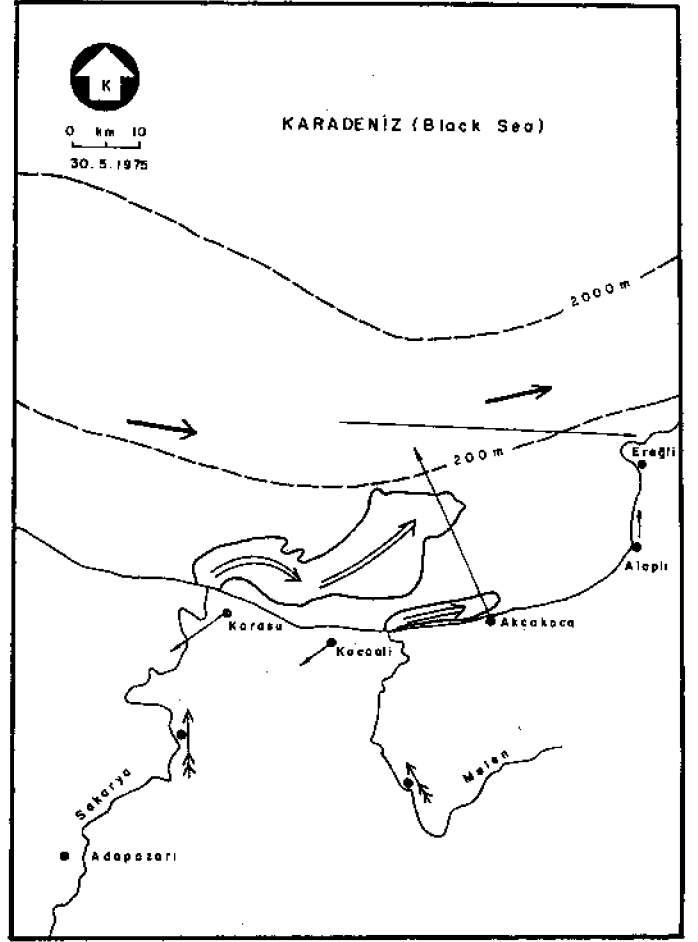 K
0 km 10
30.5.1975
KARADENİZ (Black Sea)
2000 m
200 m
Ereğli
Alaplı
Akçakoca
Karasu
Kocaali
Melen
Sakarya
Adapazarı